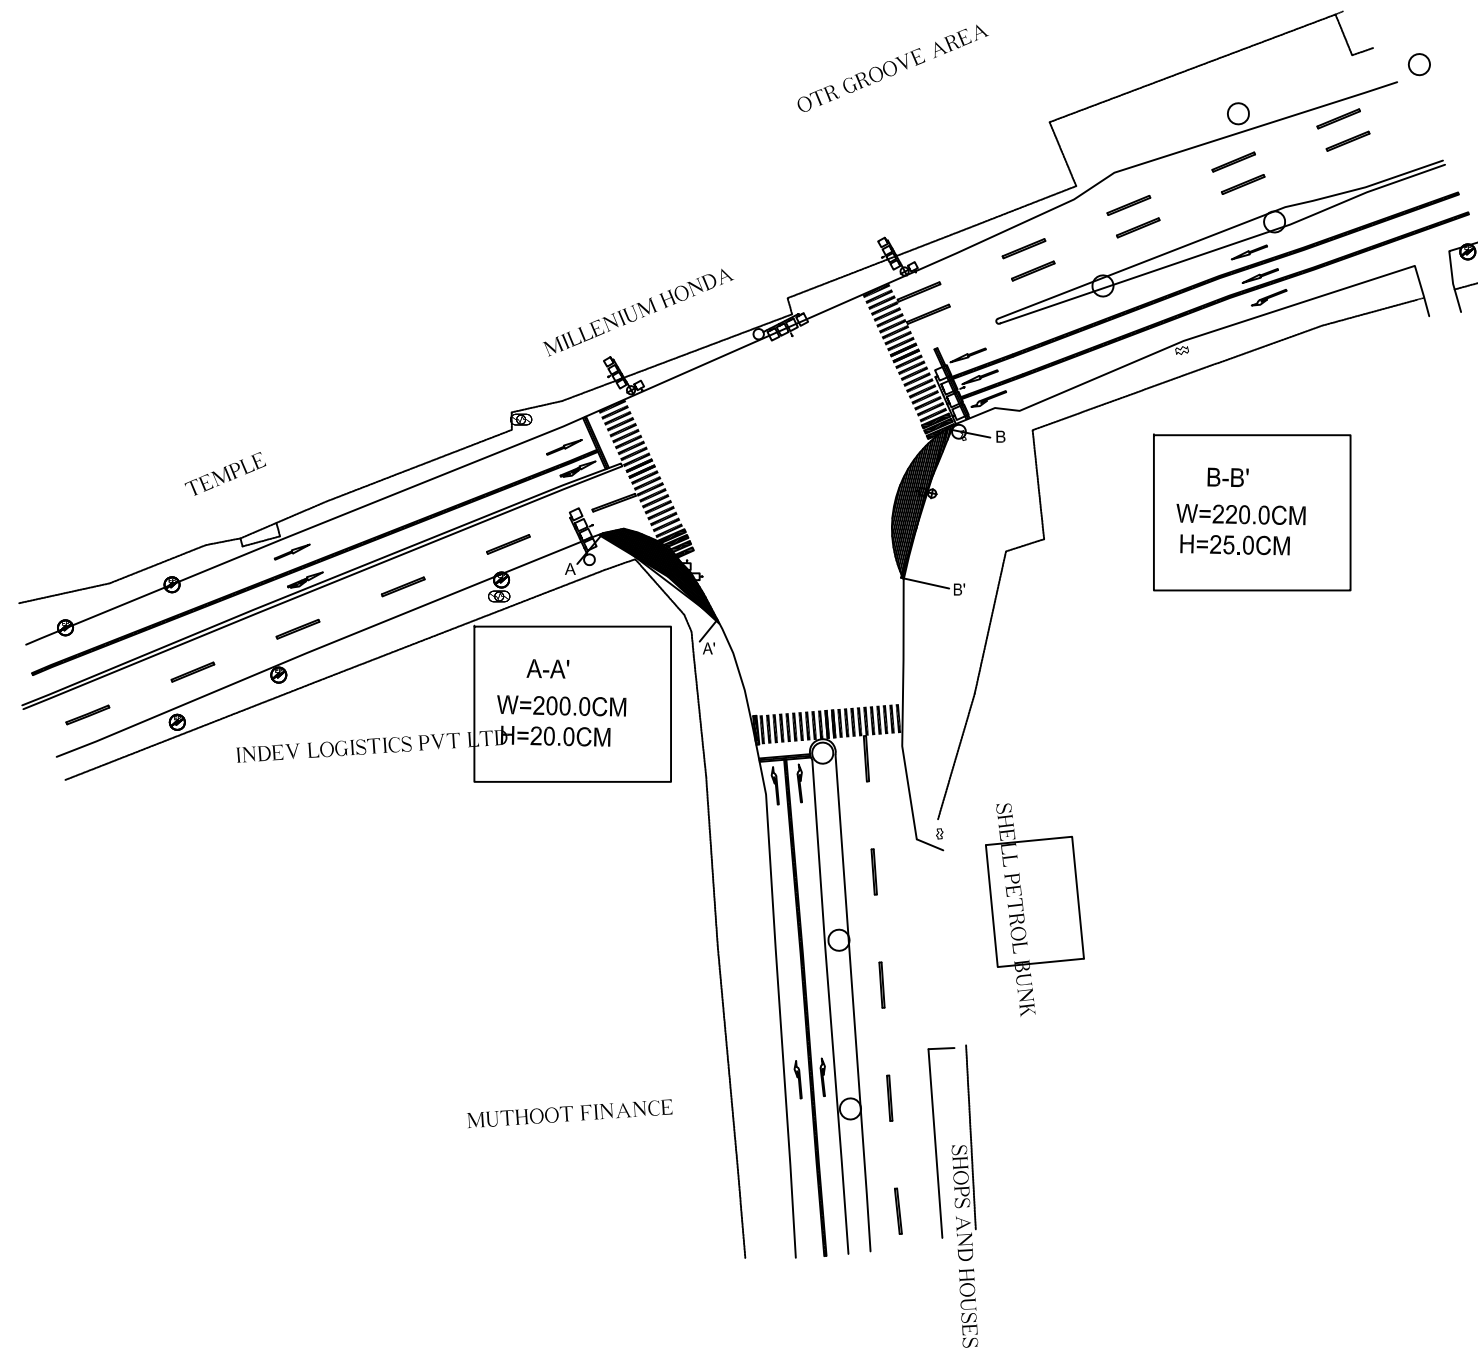 OTR GROOVE AREA
MILLENIUM HONDA
TEMPLE
B
B-B'
W=220.0CM
H=25.0CM
A
B'
A'
A-A'
W=200.0CM
H=20.0CM
INDEV LOGISTICS PVT LTD
SHELL PETROL BUNK
MUTHOOT FINANCE
SHOPS AND HOUSES